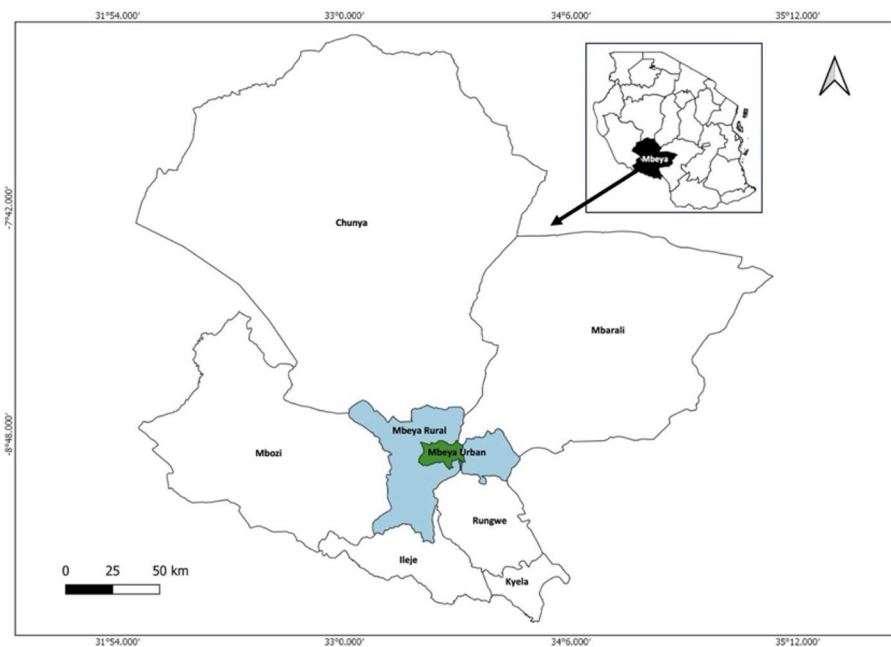 31°54.000' 33°0.000' 34°6.000' 35°12.000'
-7°42.000'
-8°48.000'
Mbeya
Chunya
Mbarali
Mbeya Rural
Mbeya Urban
Mbozi
Rungwe
Ileje
Kyela
0 25 50 km
31°54.000' 33°0.000' 34°6.000' 35°12.000'